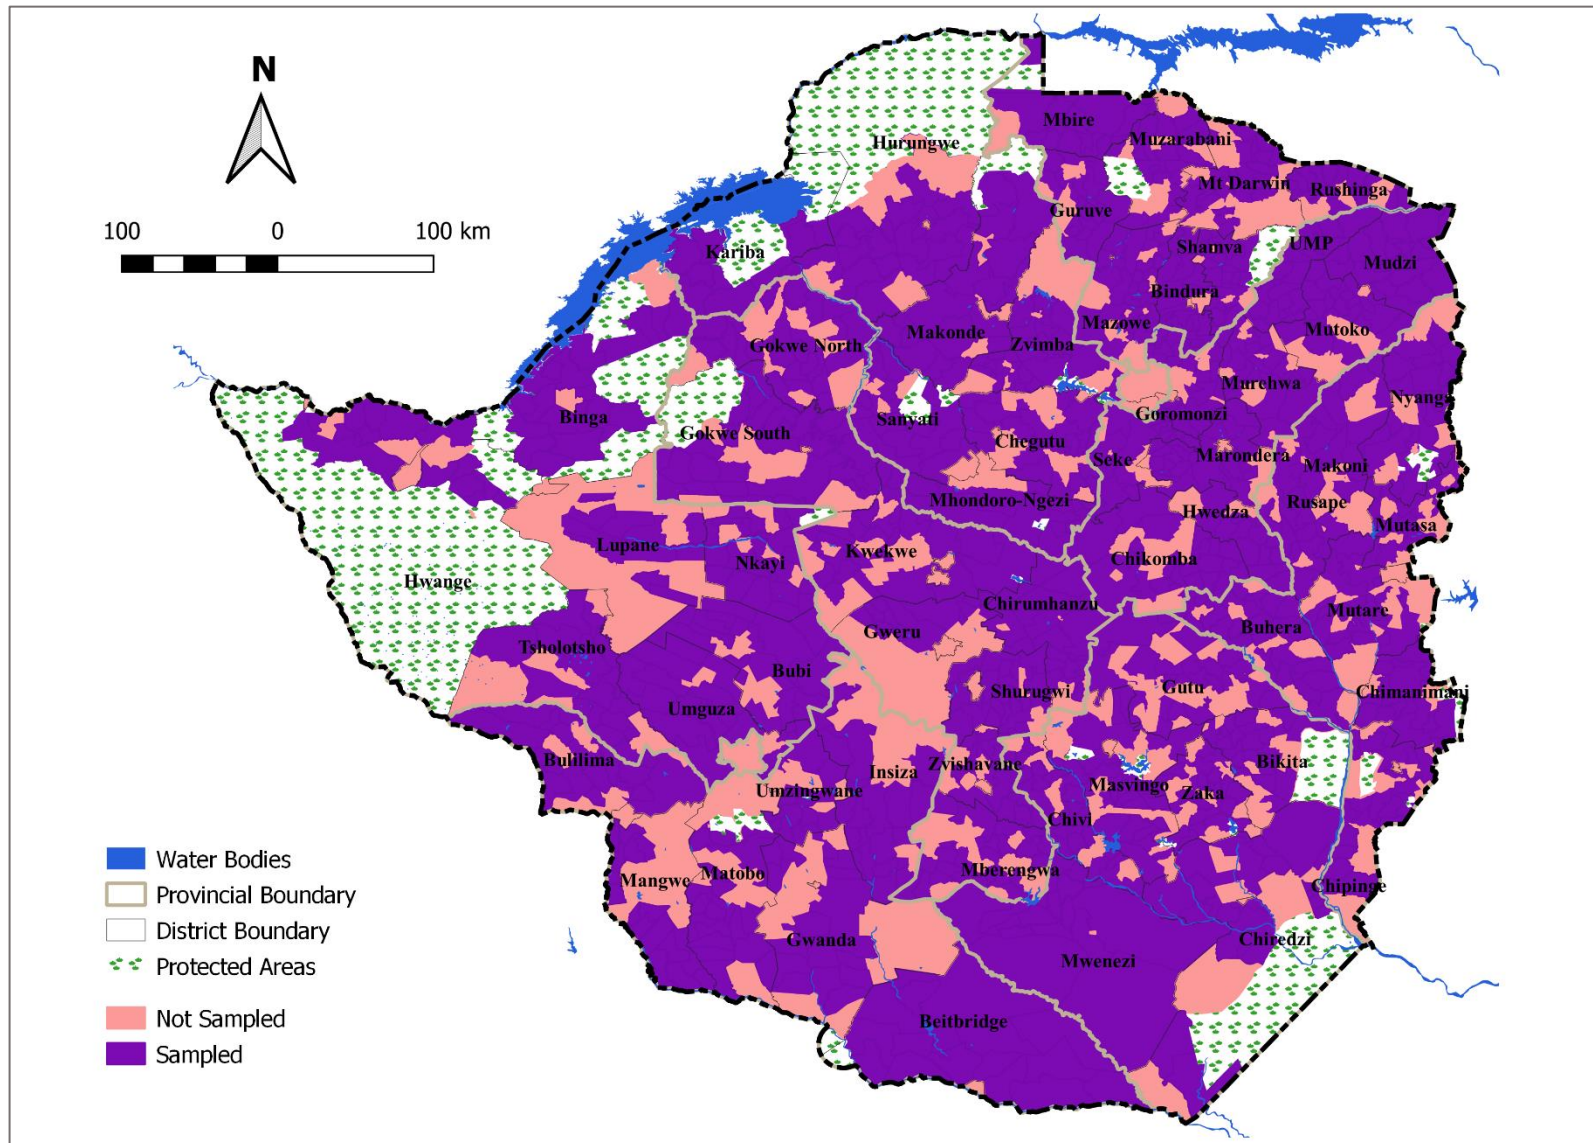 N
100 0 100 km
Mbire
Muzarabani
Hurungwe
Mt Darwin
Rushinga
Guruve
Kariba
Shamva
UMP
Mudzi
Bindura
Mazowe
Makonde
Mutoko
Gokwe North
Zvimba
Murehwa
Nyanga
Binga
Sanyati
Goromonzi
Gokwe South
Chegutu
Seke
Marondera
Makoni
Mhondoro-Ngezi
Rusape
Hwedza
Mutasa
Lupane
Kwekwe
Nkayi
Chikomba
Hwange
Chirumhanzu
Mutare
Gweru
Buhera
Tsholotsho
Bubi
Shurugwi
Gutu
Chimanimani
Umguza
Bulilima
Insiza
Zvishavane
Bikita
Umzingwane
Masvingo
Zaka
Chivi
Mangwe
Matobo
Mberengwa
Chipinge
Gwanda
Chiredzi
Mwenezi
Beitbridge
Water Bodies
Provincial Boundary
District Boundary
Protected Areas
Not Sampled
Sampled